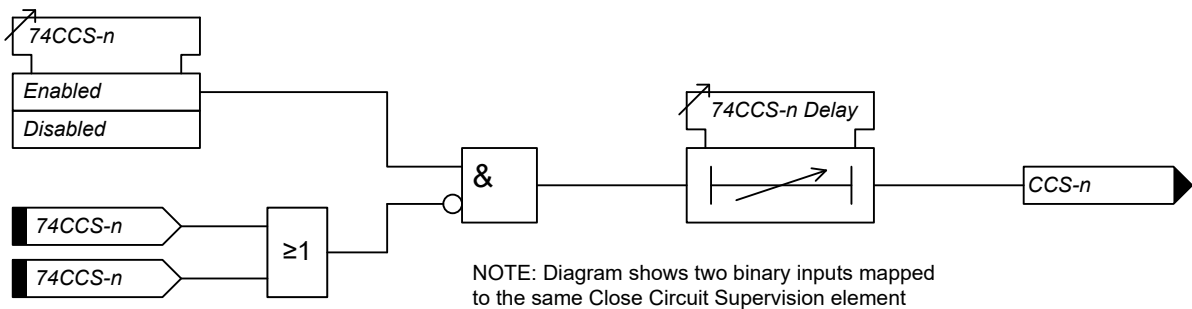 74CCS-n
Enabled
Disabled
74CCS-n Delay
&
CCS-n
74CCS-n
≥1
74CCS-n
NOTE: Diagram shows two binary inputs mapped
to the same Close Circuit Supervision element